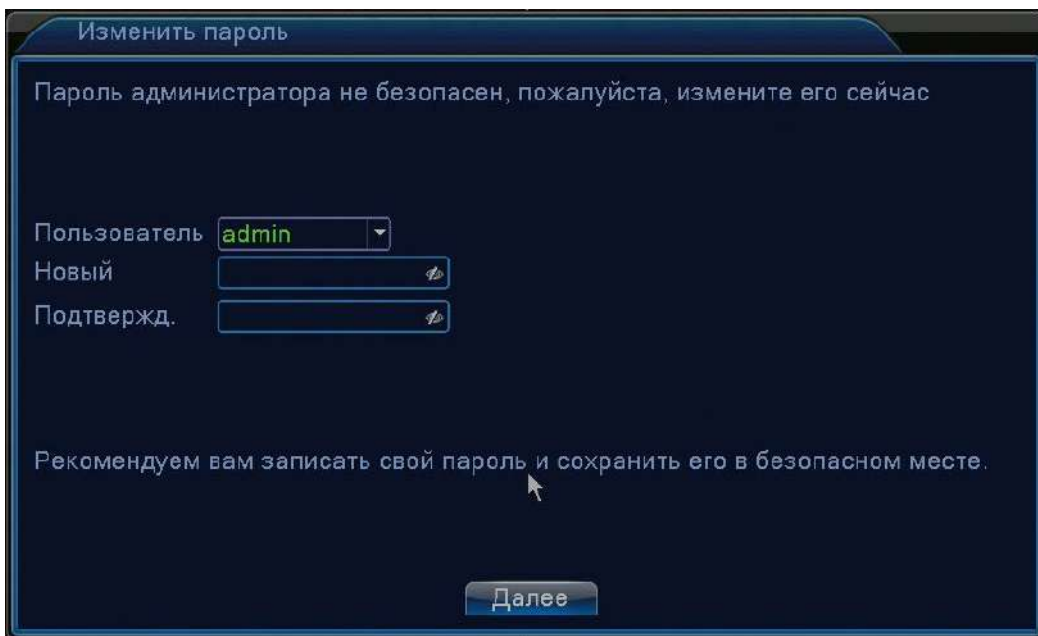 Изменить пароль
Пароль администратора не безопасен, пожалуйста, измените его сейчас
Пользователь admin
Новый
Подтвержд.
Рекомендуем вам записать свой пароль и сохранить его в безопасном месте.
Далее